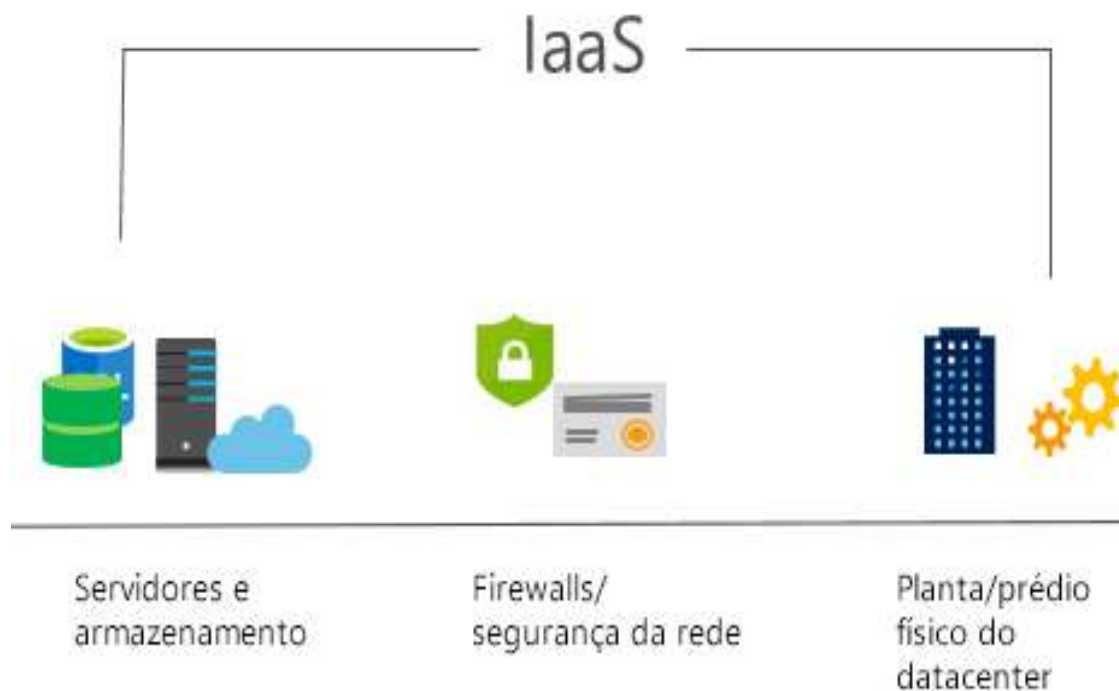 IaaS
Servidores e
armazenamento
Firewalls/
segurança da rede
Planta/prédio
físico do
datacenter